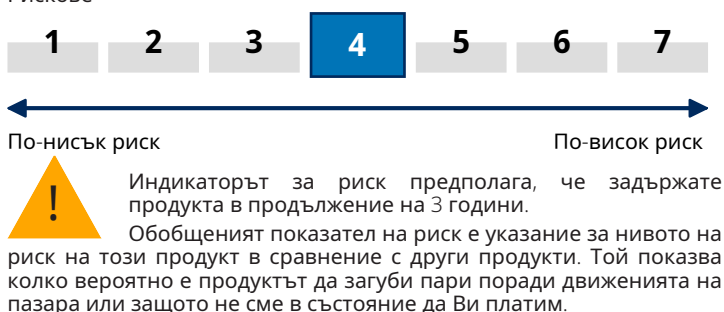 Рискове
1 2 3 4 5 6 7
По-нисък риск По-висок риск
! Индикаторът за риск предполага, че задържате
продукта в продължение на 3 години.
Обобщеният показател на риск е указание за нивото на
риск на този продукт в сравнение с други продукти. Той показва
колко вероятно е продуктът да загуби пари поради движенията на
пазара или защото не сме в състояние да Ви платим.